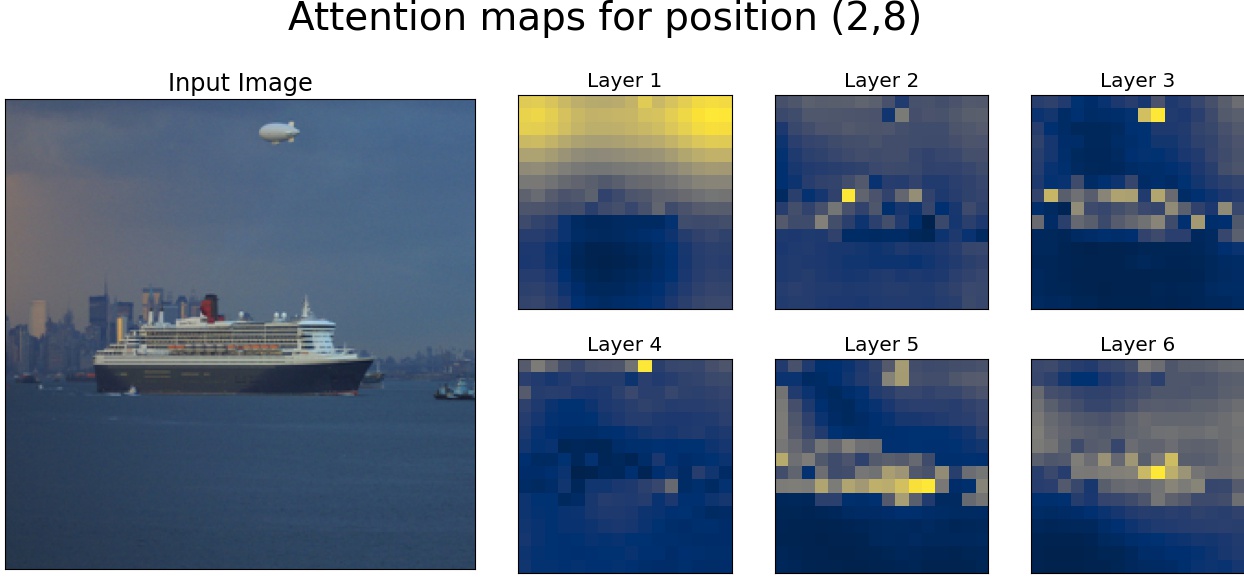 Attention maps for position (2,8)
Input Image
Layer 1
Layer 2
Layer 3
Layer 4
Layer 5
Layer 6